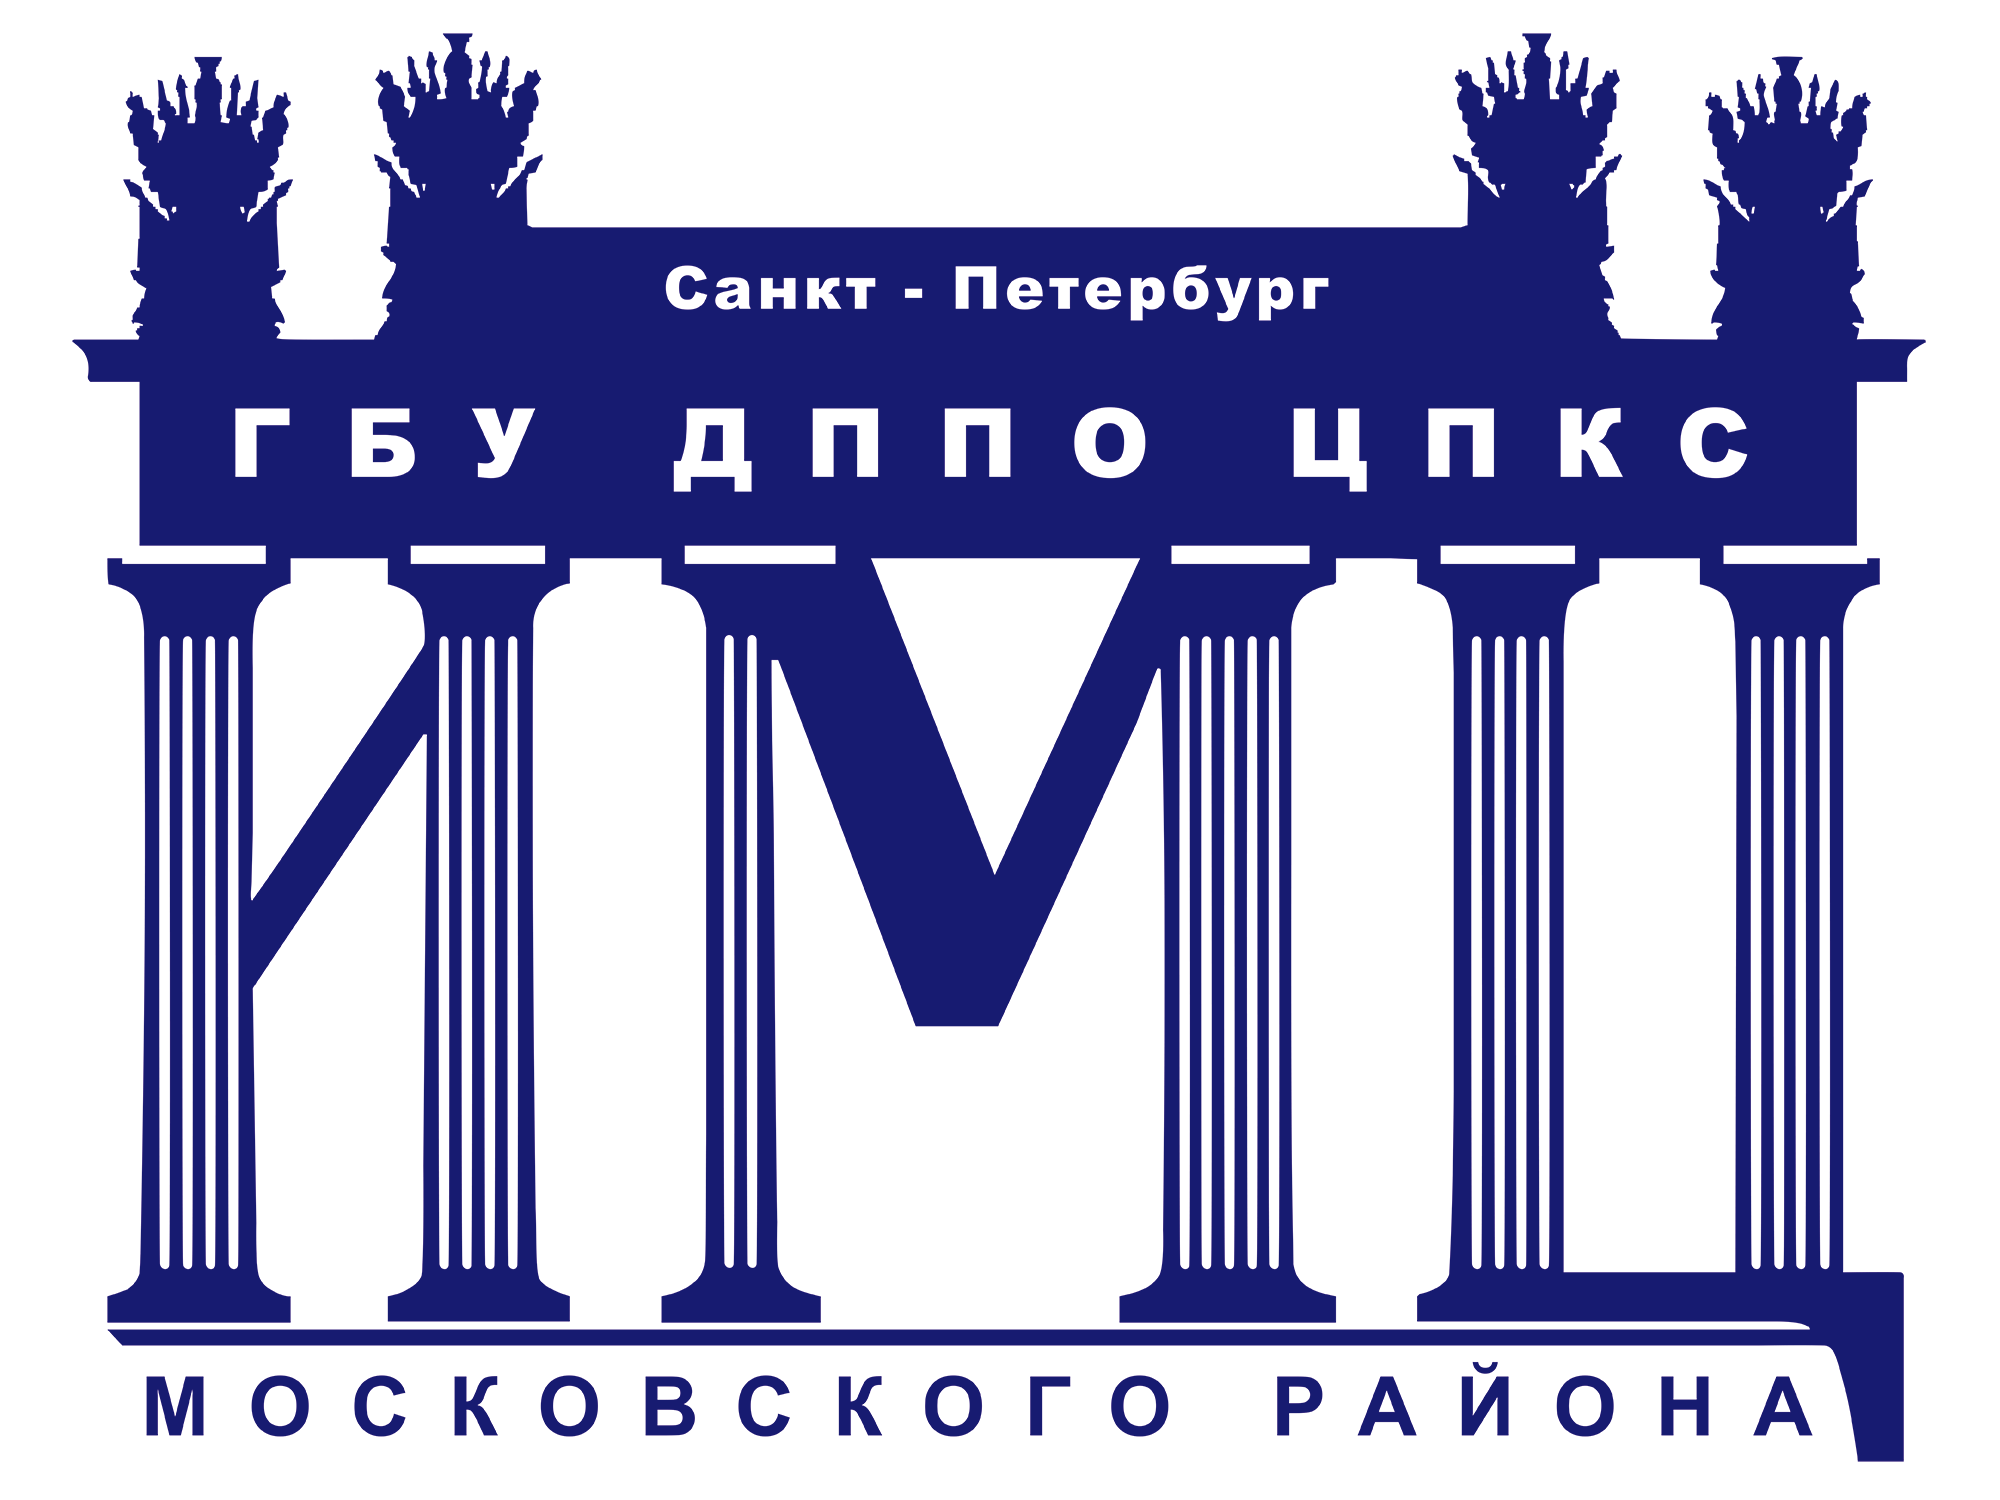 Санкт - Петербург
ГБУ ДППО ЦПКС
ИМЦ
МОСКОВСКОГО РАЙОНА